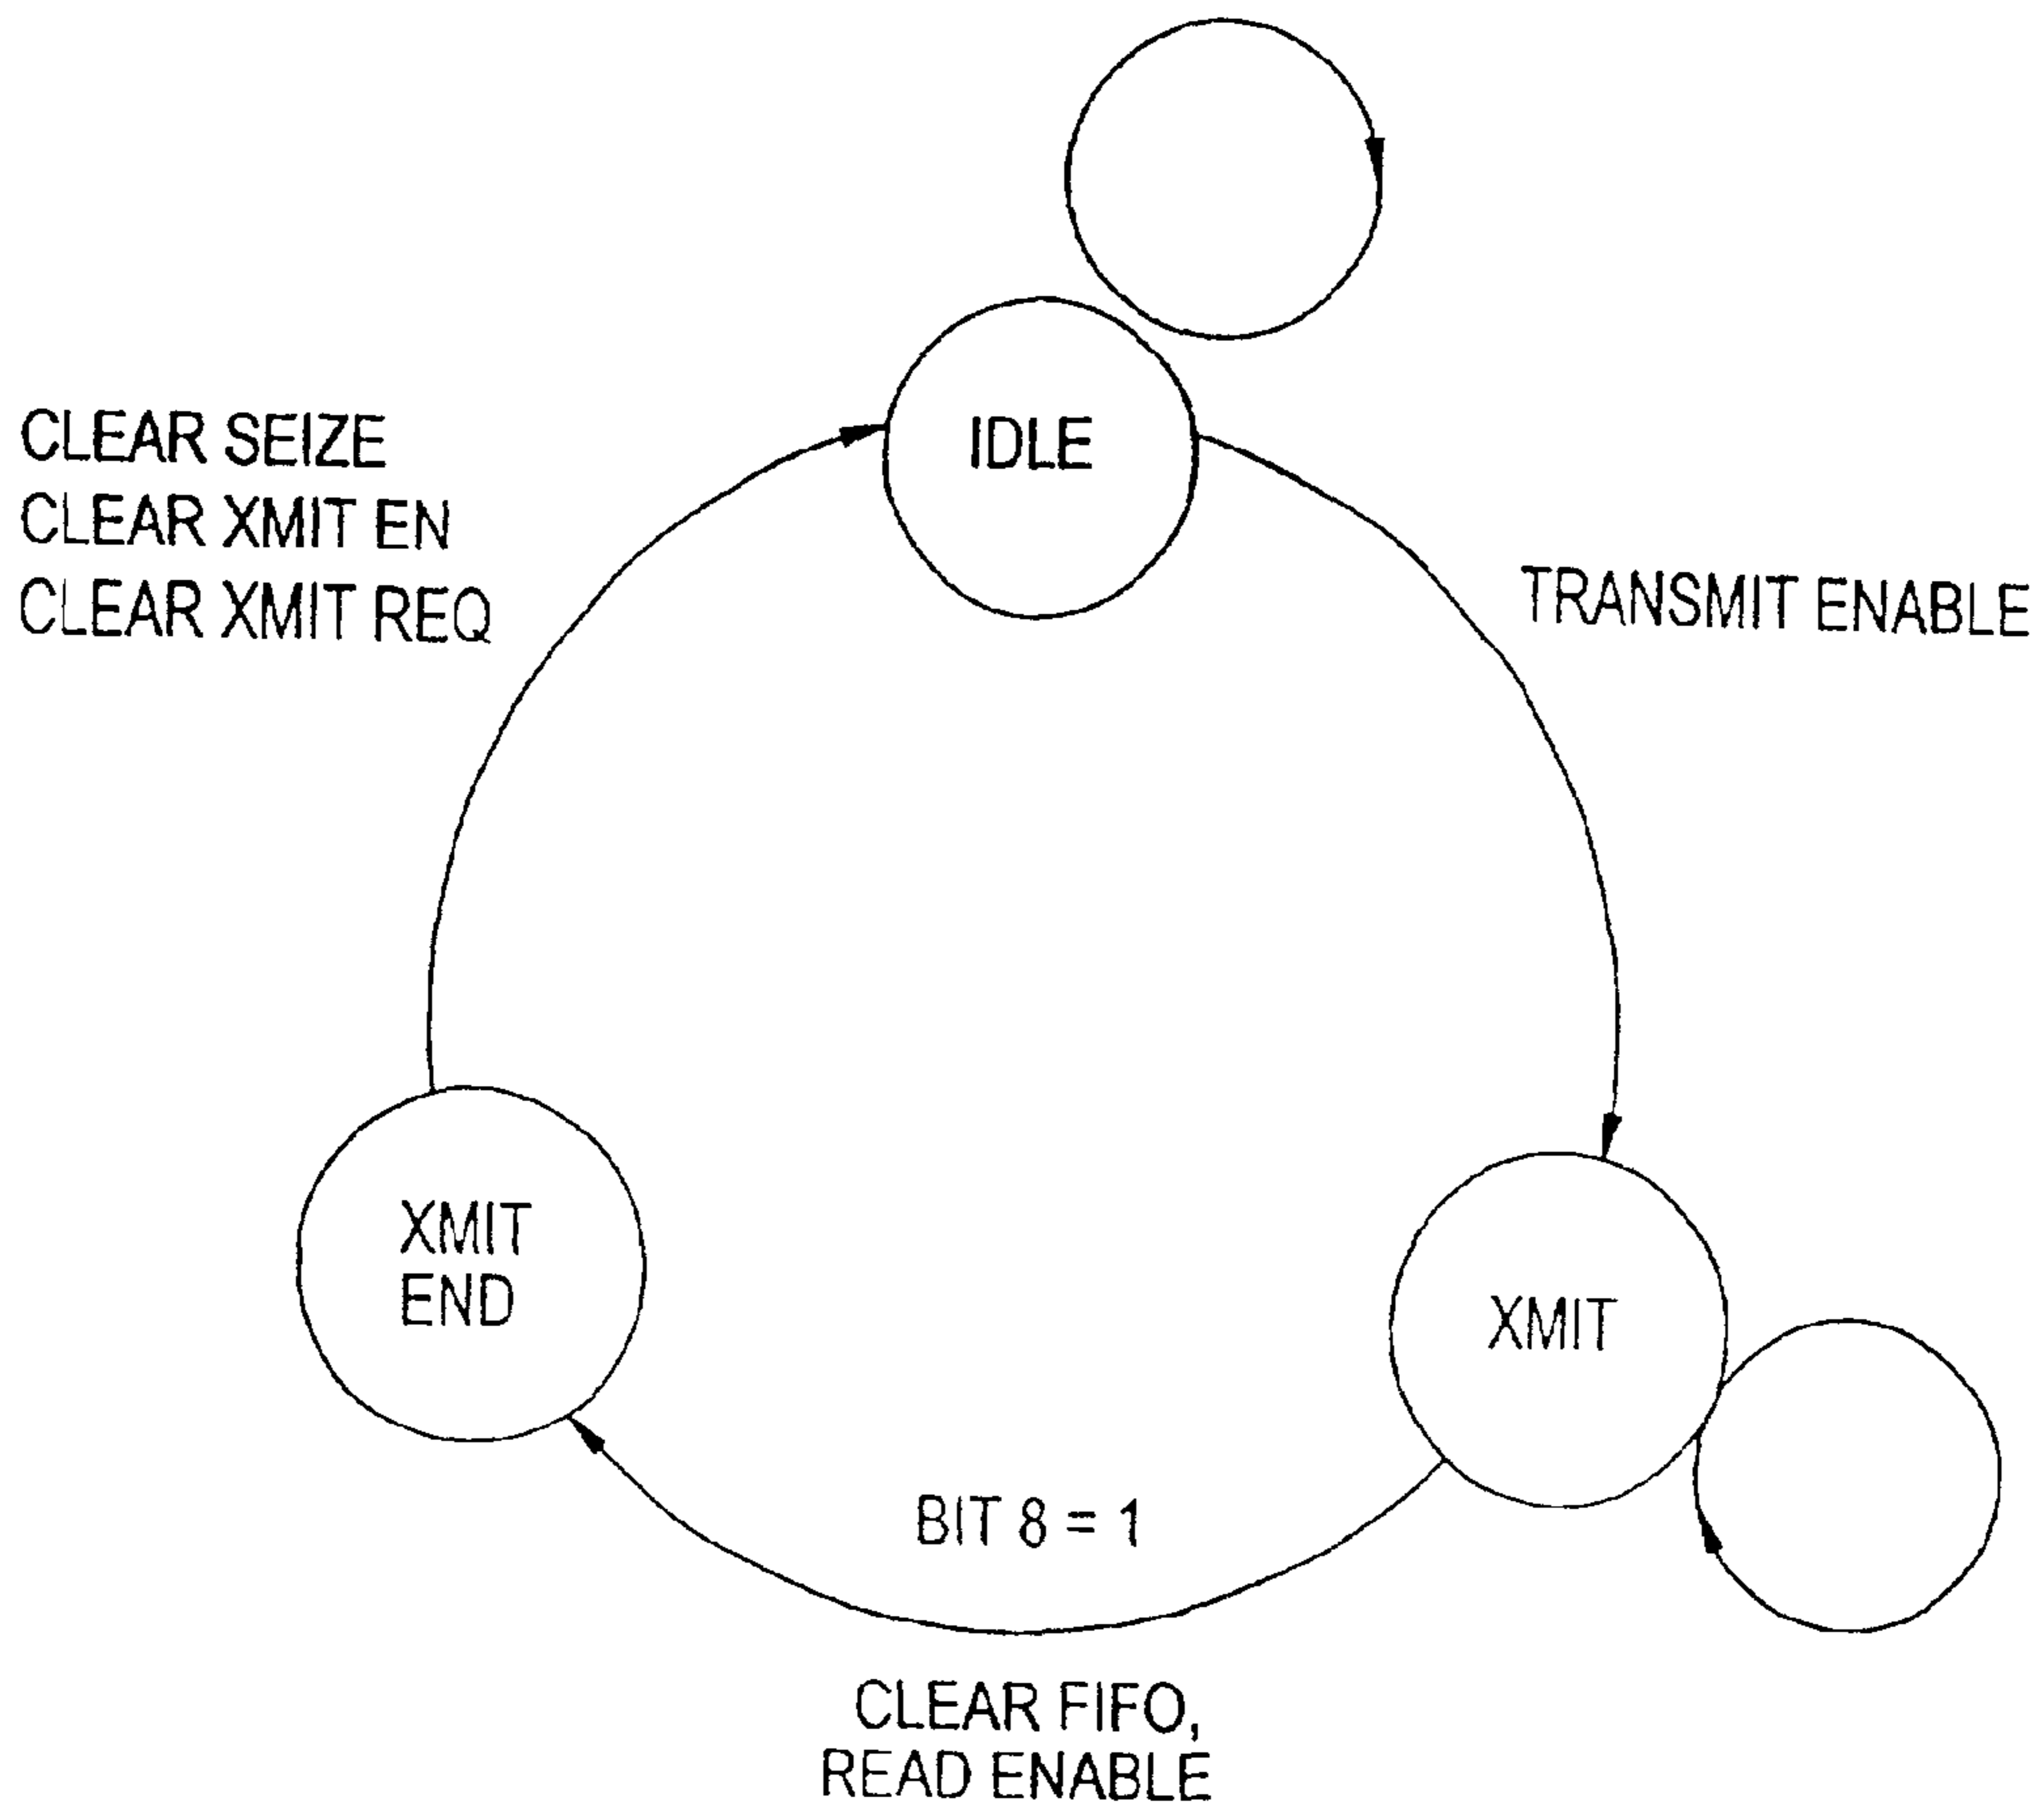 IDLE
CLEAR SEIZE
CLEAR XMIT EN
CLEAR XMIT REQ
TRANSMIT ENABLE
XMIT
END
XMIT
BIT 8 = 1
CLEAR FIFO,
READ ENABLE